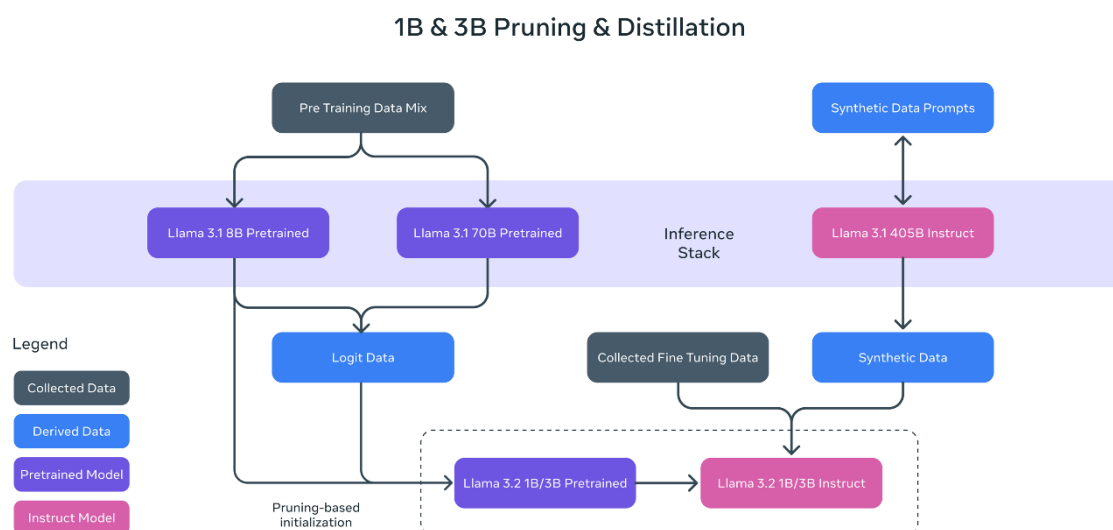 1B & 3B Pruning & Distillation
Pre Training Data Mix
Synthetic Data Prompts
Llama 3.1 8B Pretrained
Llama 3.1 70B Pretrained
Inference
Stack
Llama 3.1 405B Instruct
Legend
Logit Data
Collected Fine Tuning Data
Synthetic Data
Collected Data
Derived Data
Pretrained Model
Llama 3.2 1B/3B Pretrained
Llama 3.2 1B/3B Instruct
Instruct Model
Pruning-based
initialization